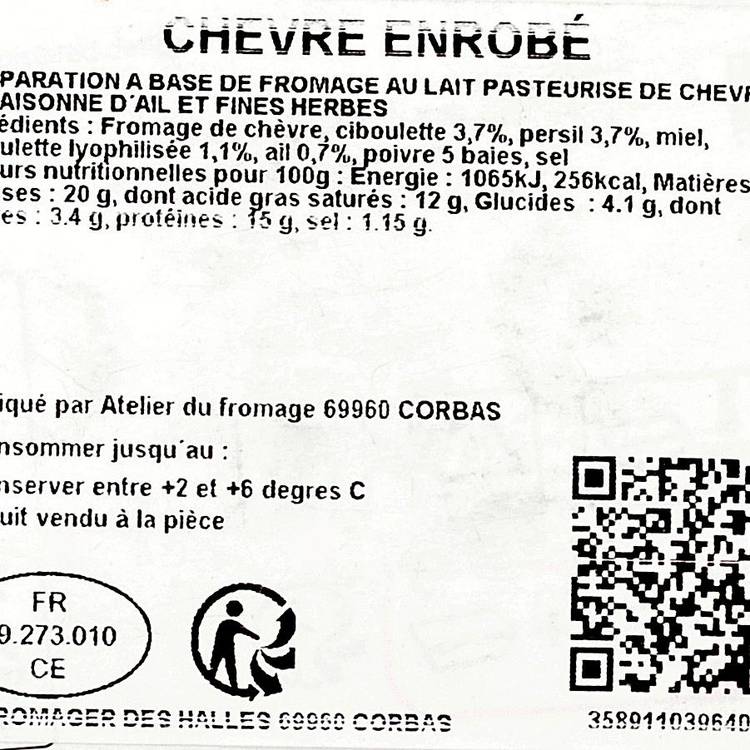 CHEVRE ENROBÉ
PARATION A BASE DE FROMAGE AU LAIT PASTEURISE DE CHEVR
AISONNE D'AIL ET FINES HERBES
édients : Fromage de chèvre, ciboulette 3,7%, persil 3,7%, miel,
ulette lyophilisée 1,1%, ail 0,7%, poivre 5 baies, sel
urs nutritionnelles pour 100g : Energie : 1065kJ, 256kcal, Matières
ses : 20 g, dont acide gras saturés : 12 g, Glucides : 4.1 g, dont
es : 3.4 g, protéines : 15 g, sel : 1.15 g.
iqué par Atelier du fromage 69960 CORBAS
nsommer jusqu'au :
nserver entre +2 et +6 degres C
uit vendu à la pièce
FR
9.273.010
CE
ROMAGER DES HALLES 69960 CORBAS
358911039640